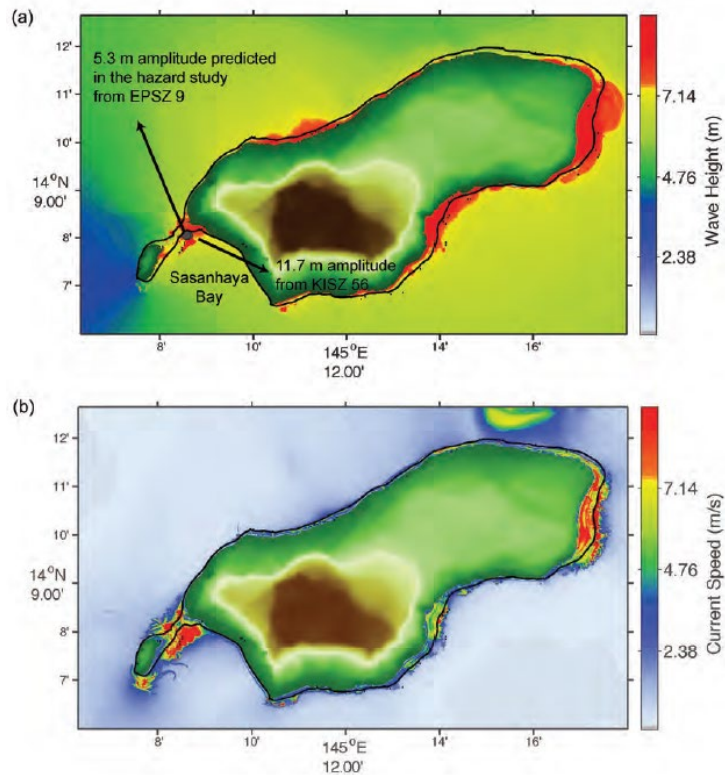 (a)
5.3 m amplitude predicted
in the hazard study
from EPSZ 9
12'
11'
10'
14°N
9.00'
8'
7'
Sasanhaya
Bay
11.7 m amplitude
from KISZ 56
8'
10'
145°E
12.00'
14'
16'
7.14
4.76
2.38
Wave Height (m)
(b)
12'
11'
10'
14°N
9.00'
8'
7'
8'
10'
145°E
12.00'
14'
16'
7.14
4.76
2.38
Current Speed (m/s)